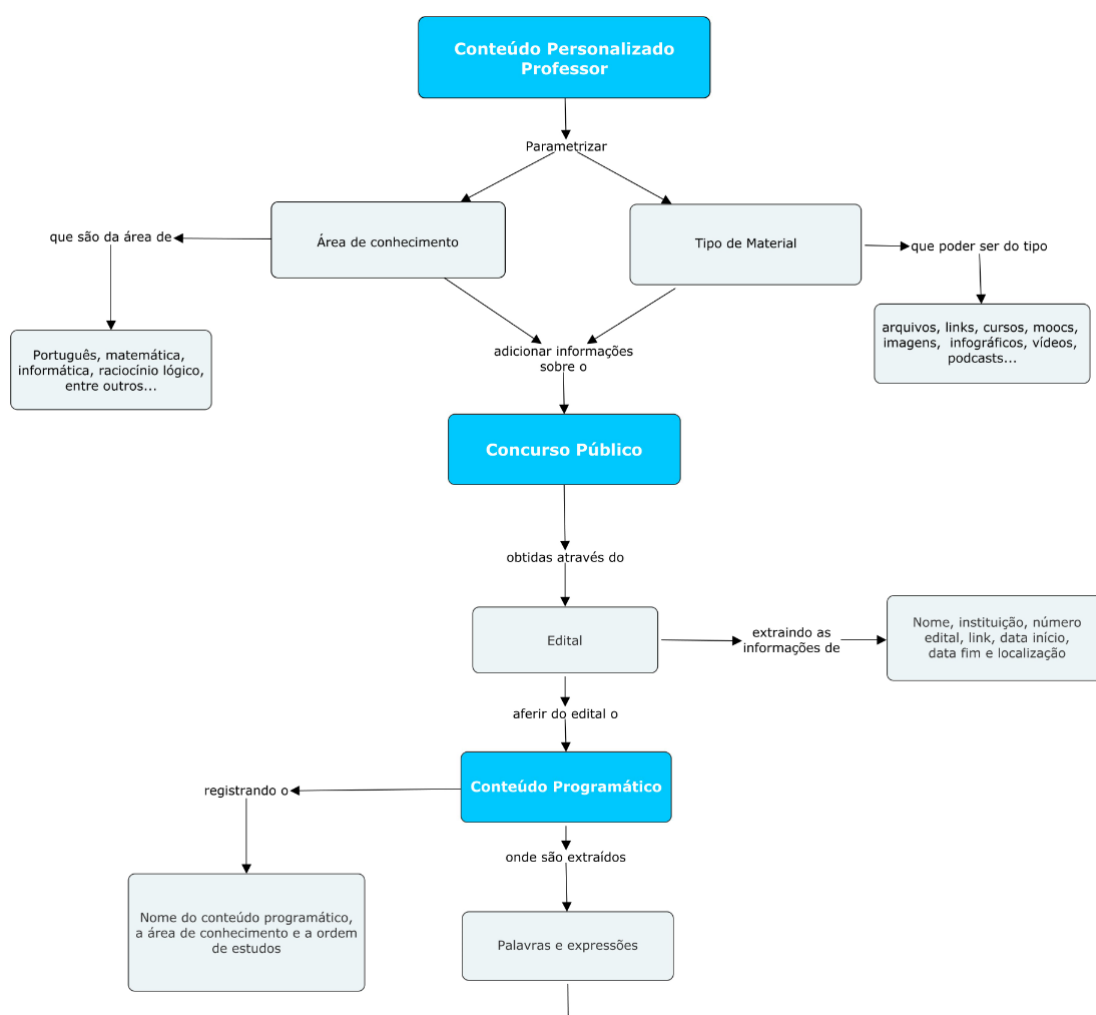 Conteúdo Personalizado
Professor
Parametrizar
Área de conhecimento
Tipo de Material
que são da área de
que poder ser do tipo
Português, matemática,
informática, raciocínio lógico,
entre outros...
arquivos, links, cursos, moocs,
imagens, infográficos, vídeos,
podcasts...
adicionar informações
sobre o
Concurso Público
obtidas através do
Edital
extraindo as
informações de
Nome, instituição, número
edital, link, data início,
data fim e localização
aferir do edital o
Conteúdo Programático
registrando o
Nome do conteúdo programático,
a área de conhecimento e a ordem
de estudos
onde são extraídos
Palavras e expressões